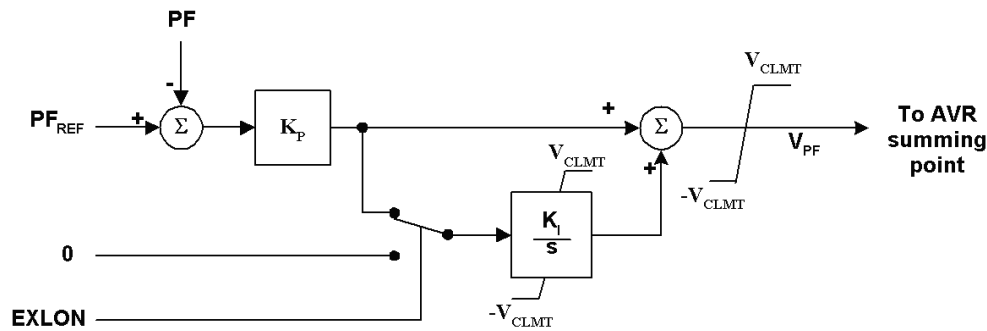 PF
-
V_CLMT
PF_REF
+
Σ
K_P
+
Σ
V_PF
To AVR
summing
point
-V_CLMT
+
V_CLMT
K_I
s
0
-V_CLMT
EXLON